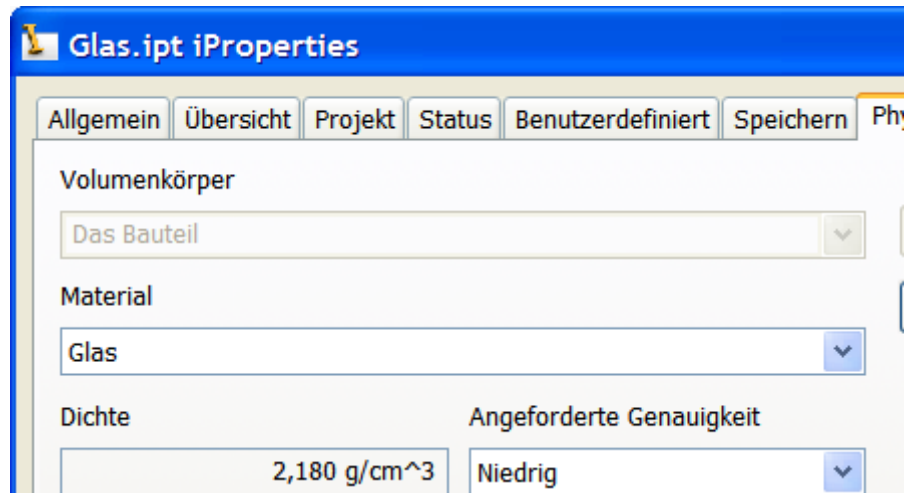 Glas.ipt iProperties
Allgemein Übersicht Projekt Status Benutzerdefiniert Speichern Phy
Volumenkörper
Das Bauteil
Material
Glas
Dichte Angeforderte Genauigkeit
2,180 g/cm^3 Niedrig